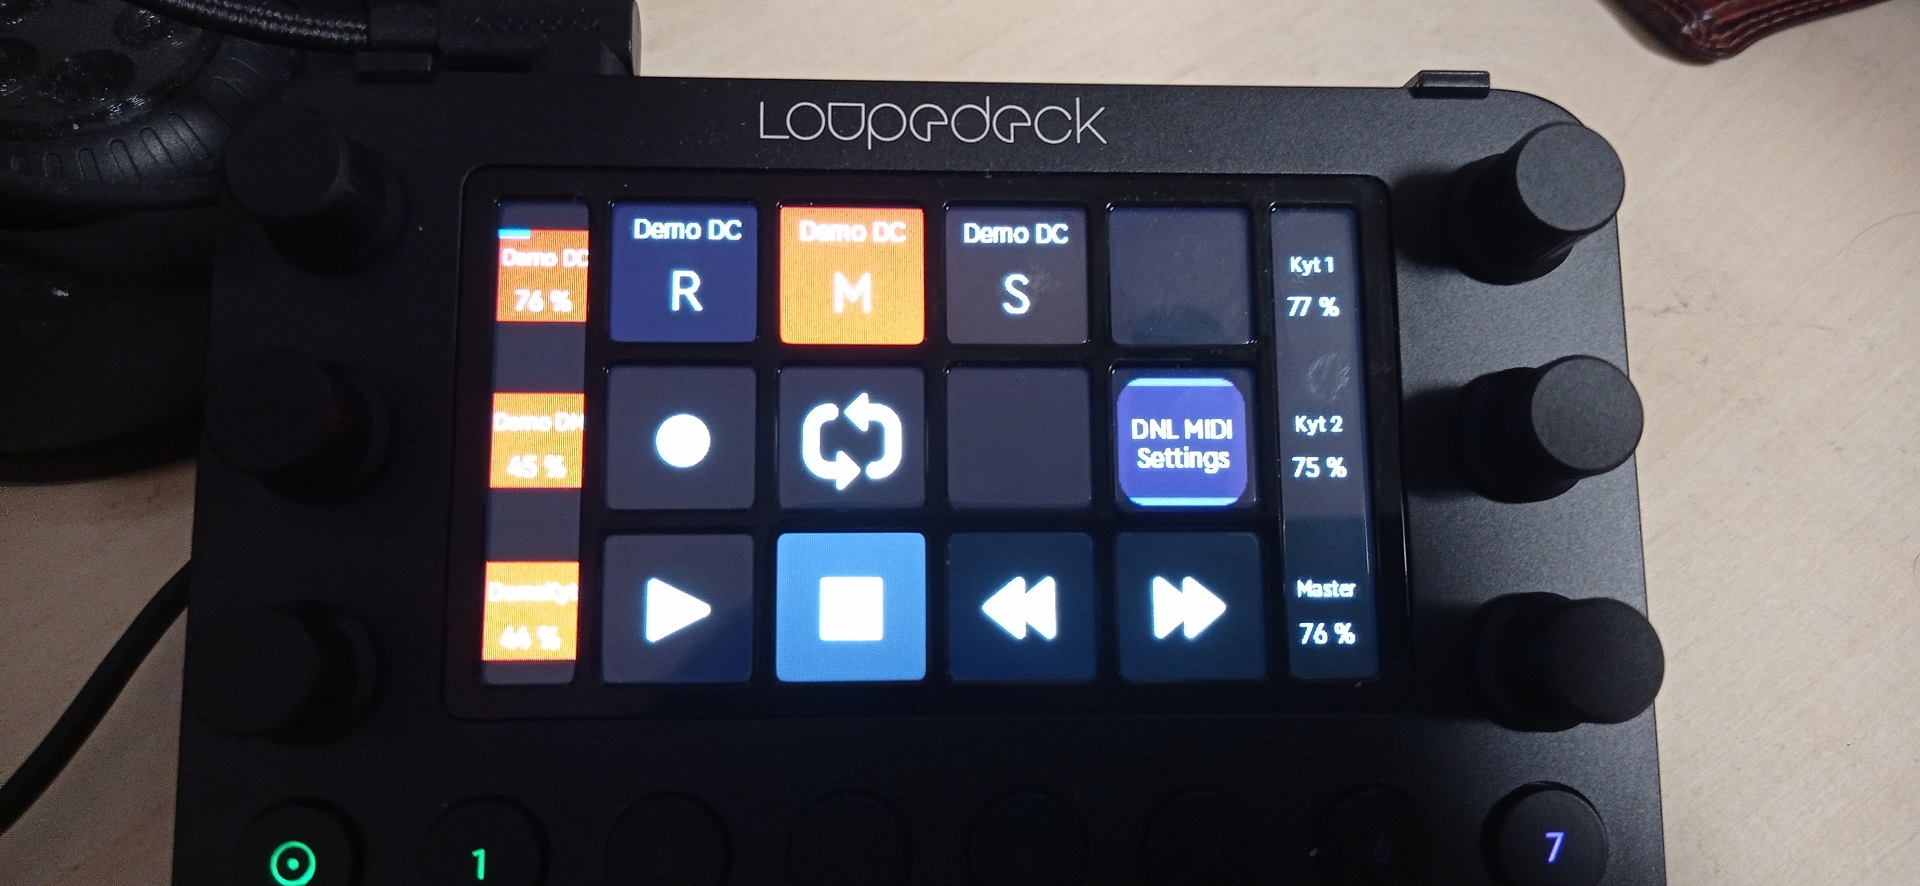 Loupedeck
Demo DC
76 %
Demo DC
R
Demo DC
M
Demo DC
S
Kyt 1
77 %
45 %
DNL MIDI
Settings
Kyt 2
75 %
Master
76 %
1
7